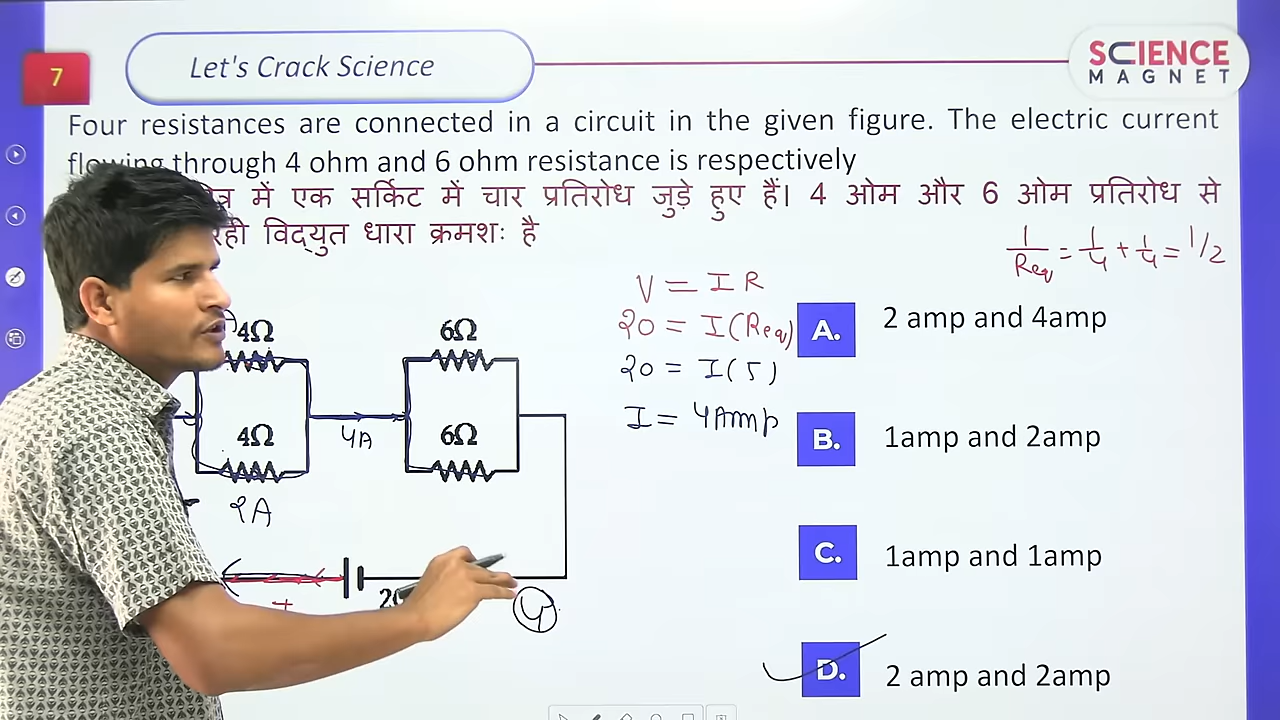 7
Let's Crack Science
SCIENCE
MAGNET
Four resistances are connected in a circuit in the given figure. The electric current
flowing through 4 ohm and 6 ohm resistance is respectively
में एक सर्किट में चार प्रतिरोध जुड़े हुए हैं। 4 ओम और 6 ओम प्रतिरोध से
रही विद्युत धारा क्रमशः है
1/Req = 1/4 + 1/4 = 1/2
V = IR
20 = I(Req)
20 = I(5)
I = 4Amp
4Ω
6Ω
4A
4Ω
6Ω
2A
+
4
A.
2 amp and 4amp
B.
1amp and 2amp
C.
1amp and 1amp
D.
2 amp and 2amp